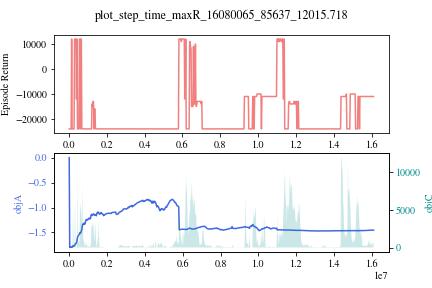 plot_step_time_maxR_16080065_85637_12015.718
Episode Return
10000
0
−10000
−20000
0.0 0.2 0.4 0.6 0.8 1.0 1.2 1.4 1.6
objA
0.0
−0.5
−1.0
−1.5
10000
5000
0
objC
0.0 0.2 0.4 0.6 0.8 1.0 1.2 1.4 1.6
1e7